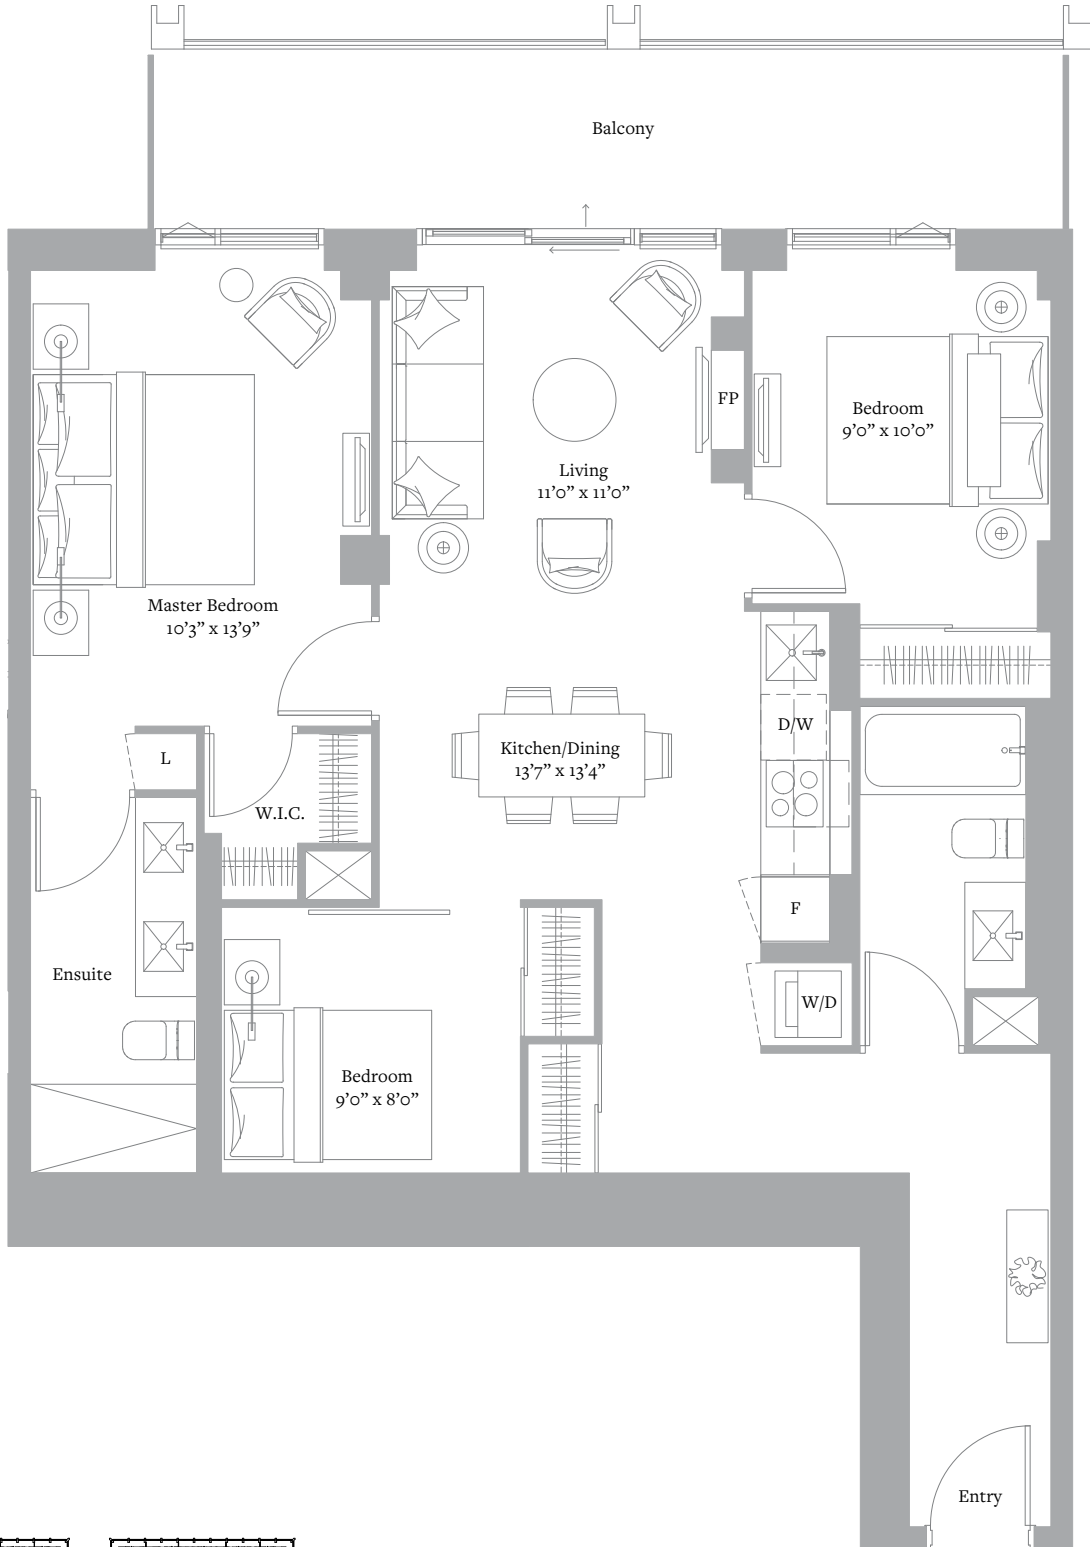 Balcony
FP
Bedroom
9’0” x 10’0”
Living
11’0” x 11’0”
Master Bedroom
10’3” x 13’9”
D/W
Kitchen/Dining
13’7” x 13’4”
L
W.I.C.
F
Ensuite
W/D
Bedroom
9’0” x 8’0”
Entry